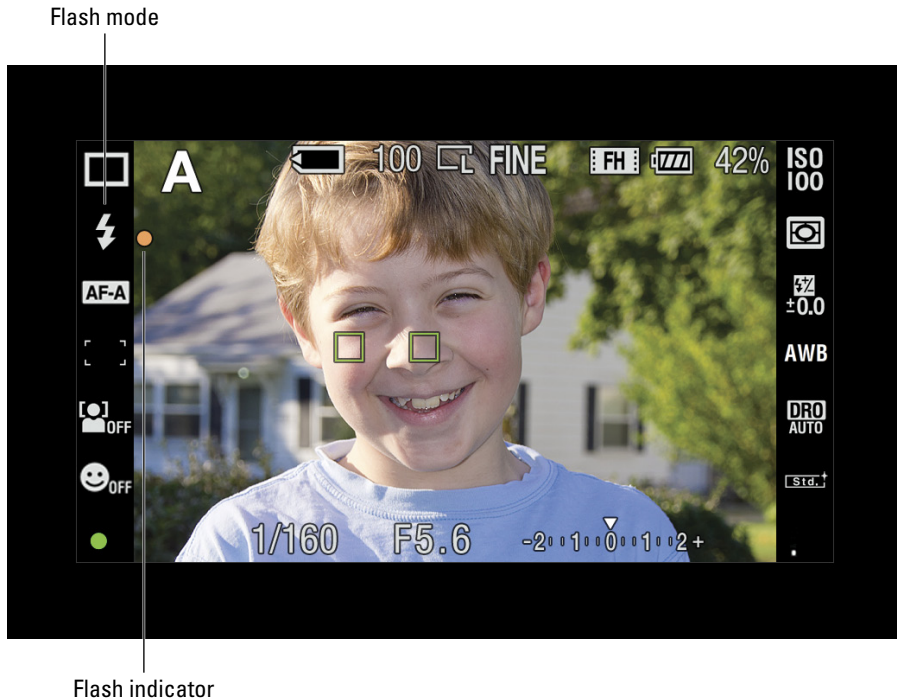 Flash mode
A
100 L FINE FH 42%
ISO
100
AF-A
±0.0
AWB
OFF
DRO
AUTO
OFF
Std.+
1/160 F5.6 -2 1 0 1 2+
Flash indicator